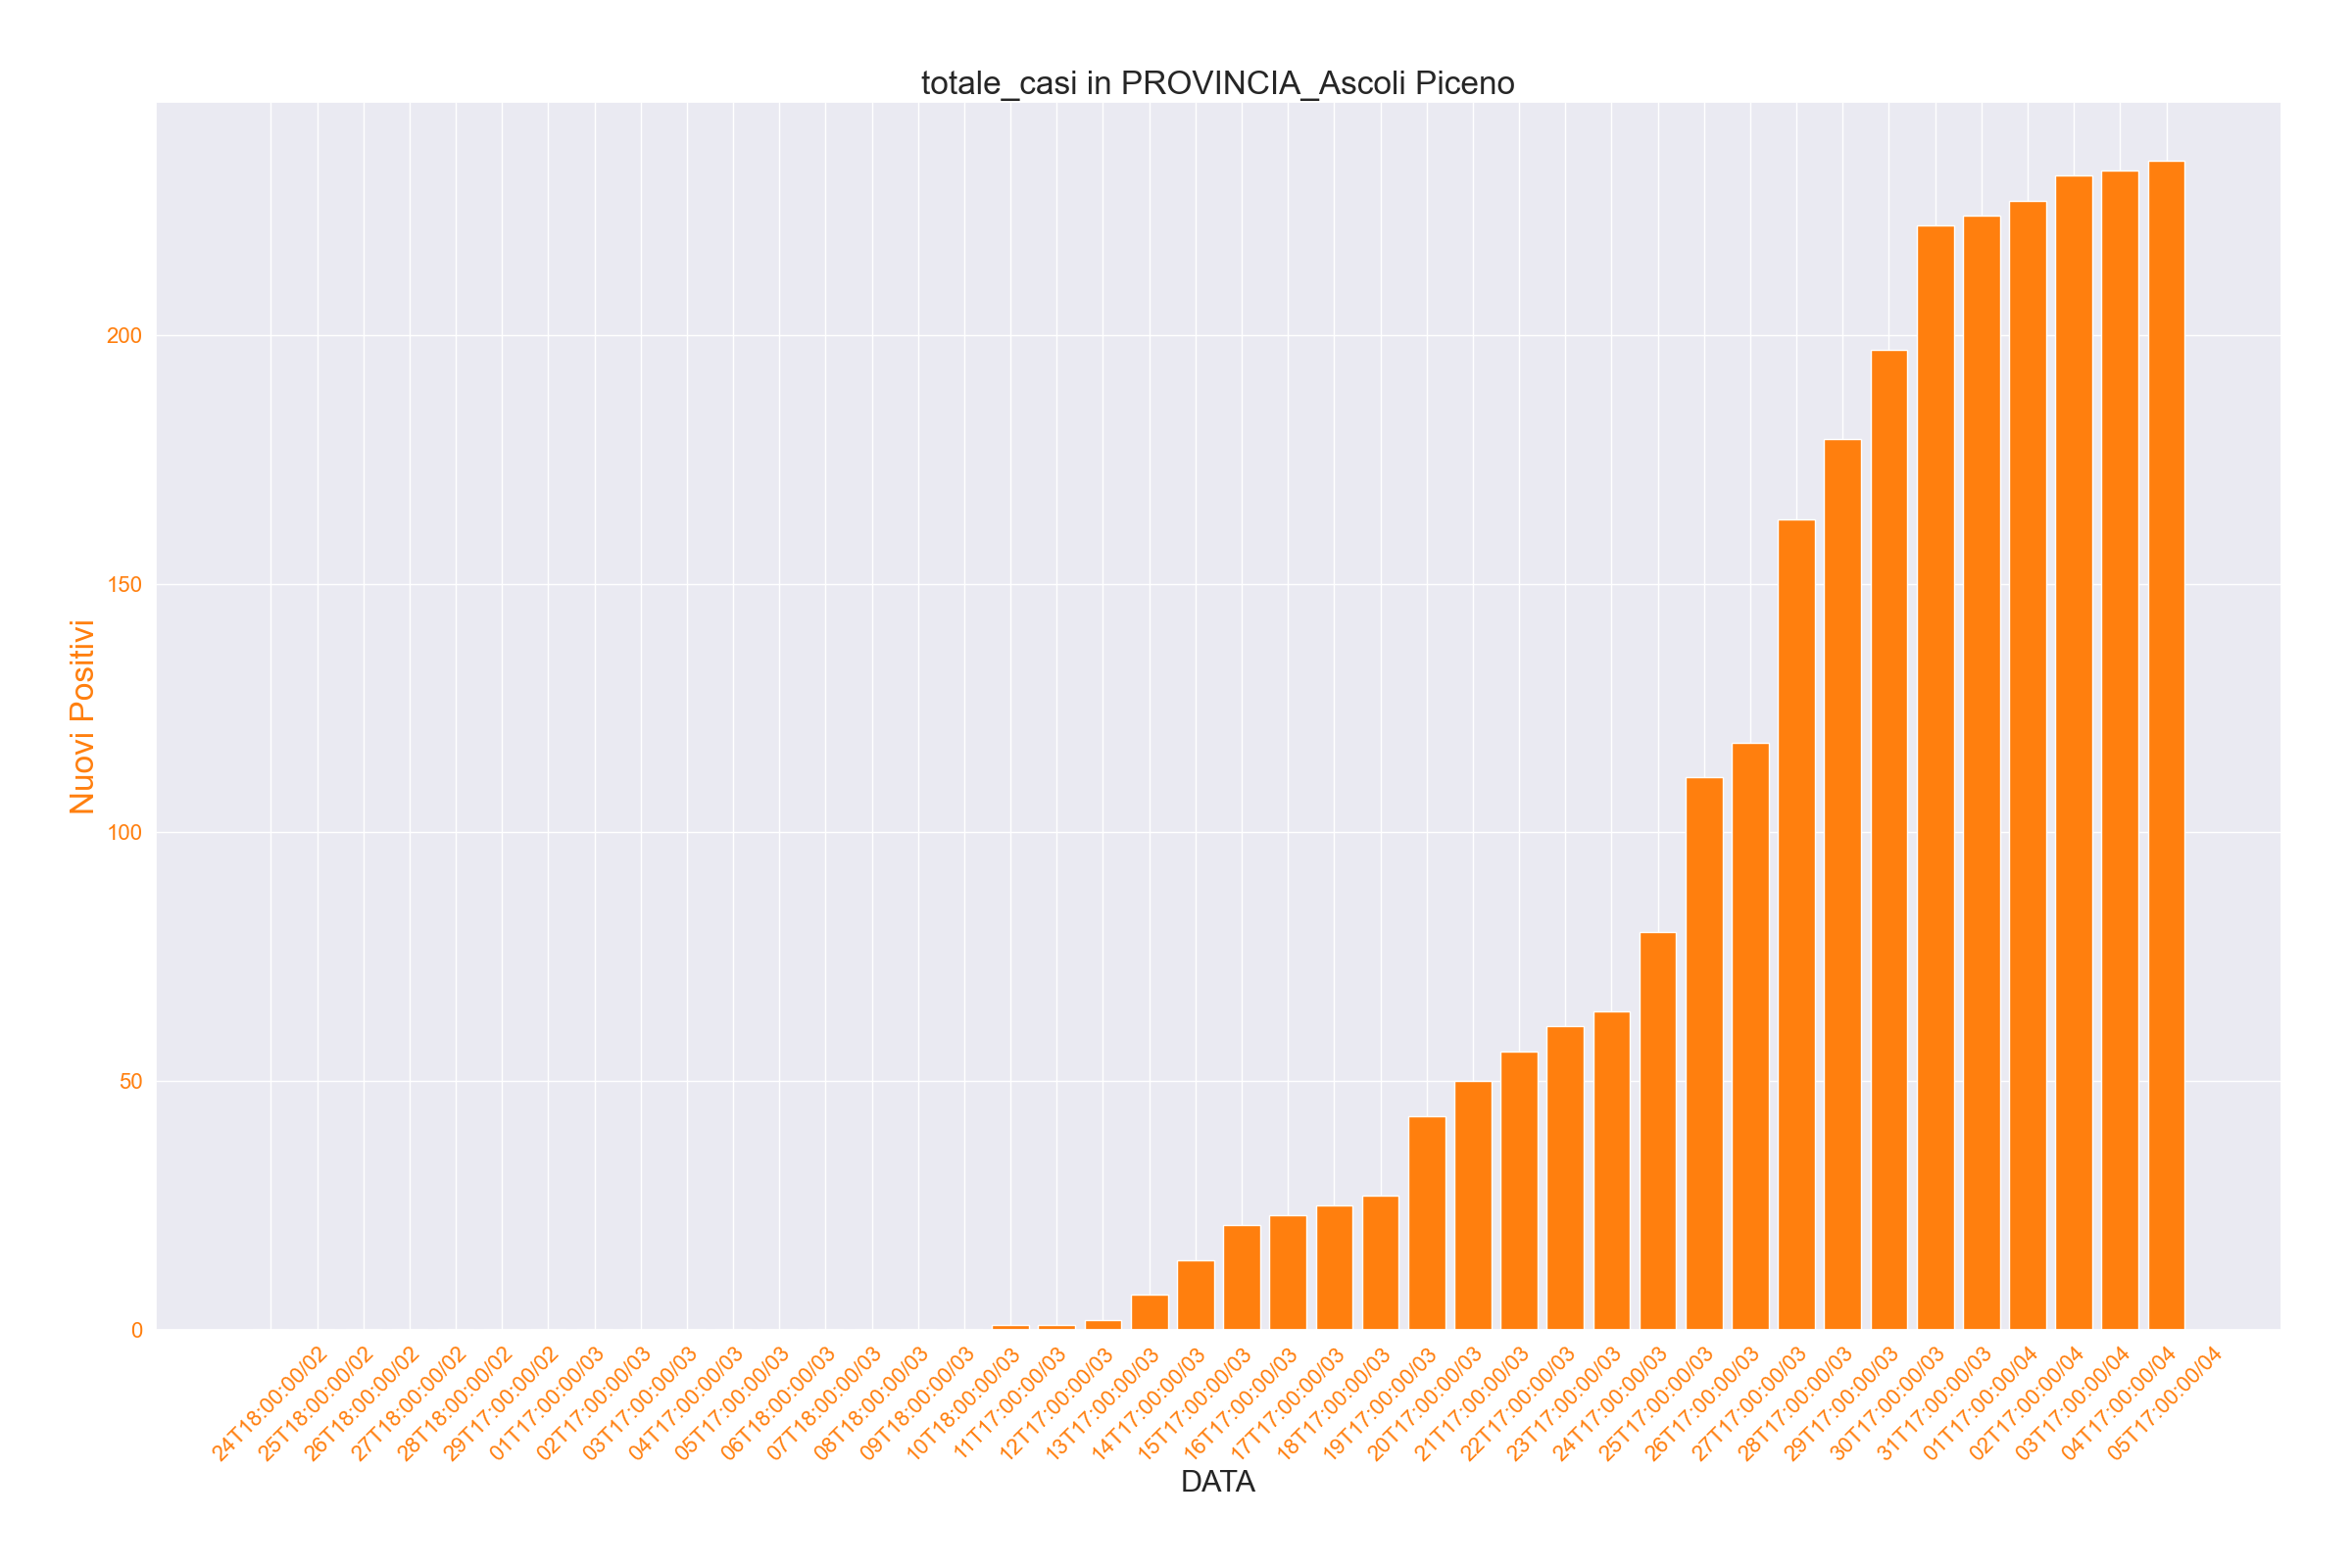 totale_casi in PROVINCIA_Ascoli Piceno
Nuovi Positivi
200
150
100
50
0
24T18:00:00/02
25T18:00:00/02
26T18:00:00/02
27T18:00:00/02
28T18:00:00/02
29T17:00:00/02
01T17:00:00/03
02T17:00:00/03
03T17:00:00/03
04T17:00:00/03
05T17:00:00/03
06T18:00:00/03
07T18:00:00/03
08T18:00:00/03
09T18:00:00/03
10T18:00:00/03
11T17:00:00/03
12T17:00:00/03
13T17:00:00/03
14T17:00:00/03
15T17:00:00/03
16T17:00:00/03
17T17:00:00/03
18T17:00:00/03
19T17:00:00/03
20T17:00:00/03
21T17:00:00/03
22T17:00:00/03
23T17:00:00/03
24T17:00:00/03
25T17:00:00/03
26T17:00:00/03
27T17:00:00/03
28T17:00:00/03
29T17:00:00/03
30T17:00:00/03
31T17:00:00/03
01T17:00:00/04
02T17:00:00/04
03T17:00:00/04
04T17:00:00/04
05T17:00:00/04
DATA